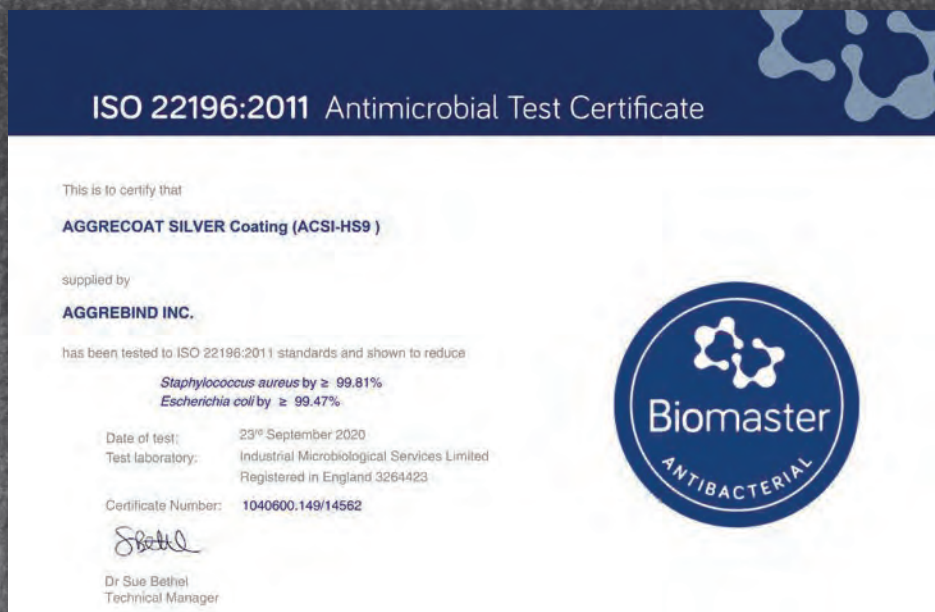 ISO 22196:2011 Antimicrobial Test Certificate
This is to certify that
AGGRECOAT SILVER Coating (ACSI-HS9 )
supplied by
AGGREBIND INC.
has been tested to ISO 22196:2011 standards and shown to reduce
Staphylococcus aureus by ≥ 99.81%
Escherichia coli by ≥ 99.47%
Date of test: 23rd September 2020
Test laboratory: Industrial Microbiological Services Limited
Registered in England 3264423
Certificate Number: 1040600.149/14562
SBethel
Dr Sue Bethel
Technical Manager
Biomaster
ANTIBACTERIAL